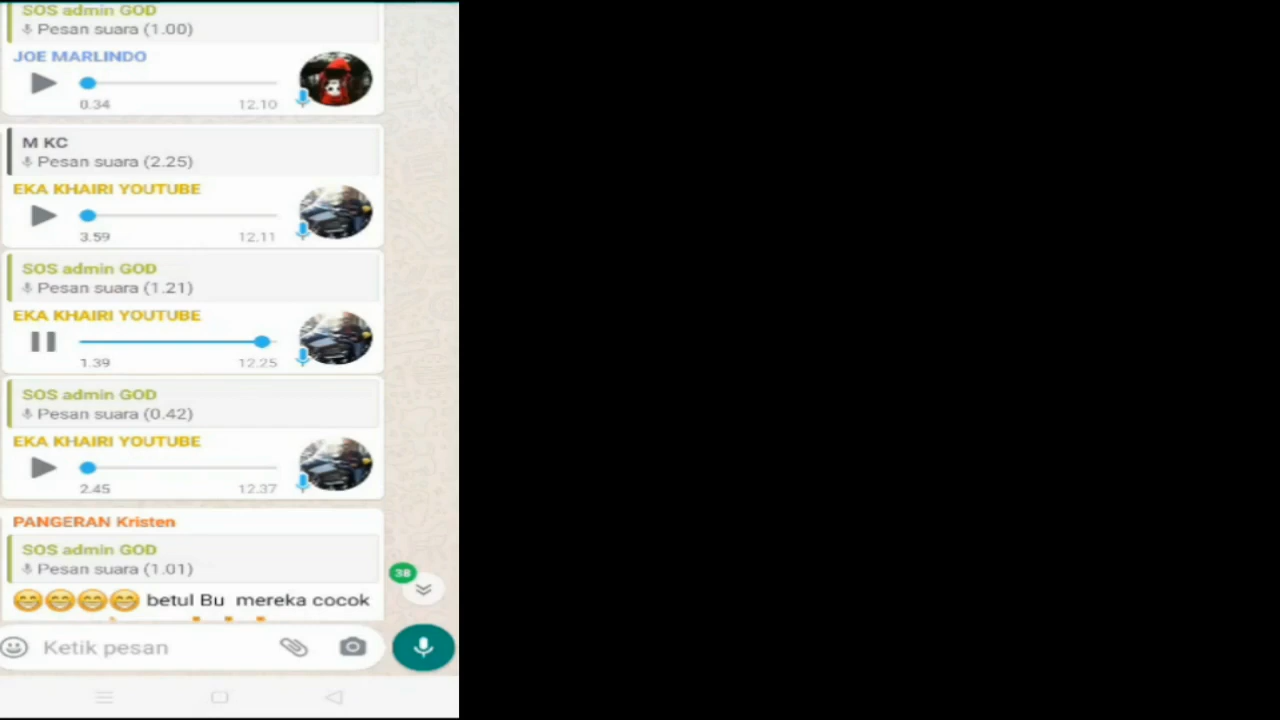 SOS admin GOD
Pesan suara (1.00)
JOE MARLINDO
0.34 12.10
M KC
Pesan suara (2.25)
EKA KHAIRI YOUTUBE
3.59 12.11
SOS admin GOD
Pesan suara (1.21)
EKA KHAIRI YOUTUBE
1.39 12.25
SOS admin GOD
Pesan suara (0.42)
EKA KHAIRI YOUTUBE
2.45 12.37
PANGERAN Kristen
SOS admin GOD
Pesan suara (1.01)
38
😁😁😁😁 betul Bu mereka cocok
Ketik pesan